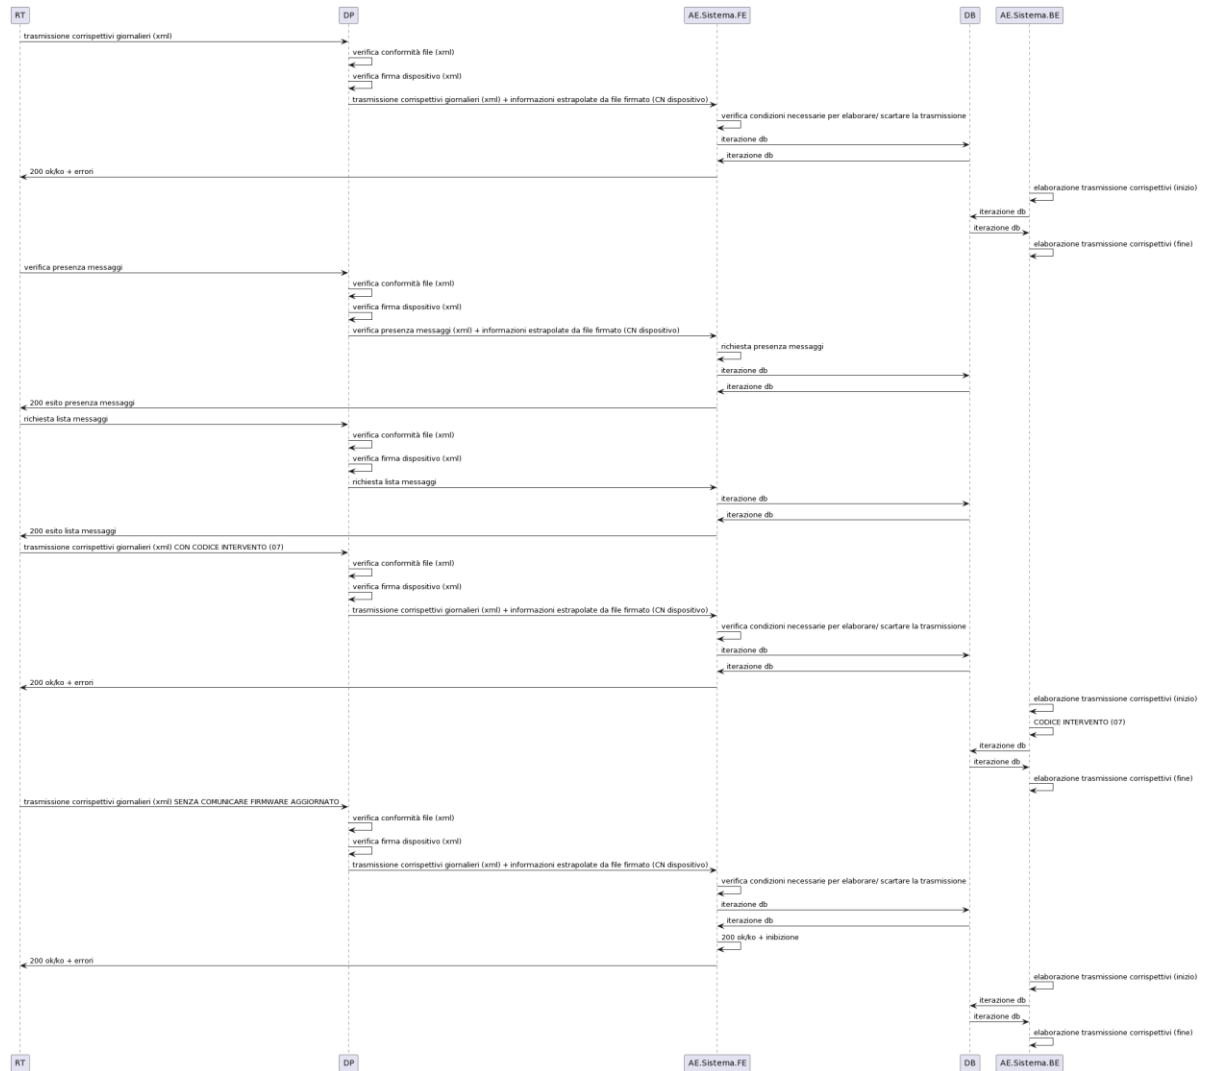 RT DP AE.Sistema.FE DB AE.Sistema.BE
trasmissione corrispettivi giornalieri (xml)
verifica conformità file (xml)
verifica firma dispositivo (xml)
trasmissione corrispettivi giornalieri (xml) + informazioni estrapolate da file firmato (CN dispositivo)
verifica condizioni necessarie per elaborare/ scartare la trasmissione
iterazione db
iterazione db
200 ok/ko + errori
elaborazione trasmissione corrispettivi (inizio)
iterazione db
iterazione db
elaborazione trasmissione corrispettivi (fine)
verifica presenza messaggi
verifica conformità file (xml)
verifica firma dispositivo (xml)
verifica presenza messaggi (xml) + informazioni estrapolate da file firmato (CN dispositivo)
richiesta presenza messaggi
iterazione db
iterazione db
200 esito presenza messaggi
richiesta lista messaggi
verifica conformità file (xml)
verifica firma dispositivo (xml)
richiesta lista messaggi
iterazione db
iterazione db
200 esito lista messaggi
trasmissione corrispettivi giornalieri (xml) CON CODICE INTERVENTO (07)
verifica conformità file (xml)
verifica firma dispositivo (xml)
trasmissione corrispettivi giornalieri (xml) + informazioni estrapolate da file firmato (CN dispositivo)
verifica condizioni necessarie per elaborare/ scartare la trasmissione
iterazione db
iterazione db
200 ok/ko + errori
elaborazione trasmissione corrispettivi (inizio)
CODICE INTERVENTO (07)
iterazione db
iterazione db
elaborazione trasmissione corrispettivi (fine)
trasmissione corrispettivi giornalieri (xml) SENZA COMUNICARE FIRMWARE AGGIORNATO
verifica conformità file (xml)
verifica firma dispositivo (xml)
trasmissione corrispettivi giornalieri (xml) + informazioni estrapolate da file firmato (CN dispositivo)
verifica condizioni necessarie per elaborare/ scartare la trasmissione
iterazione db
iterazione db
200 ok/ko + inibizione
200 ok/ko + errori
elaborazione trasmissione corrispettivi (inizio)
iterazione db
iterazione db
elaborazione trasmissione corrispettivi (fine)
RT DP AE.Sistema.FE DB AE.Sistema.BE